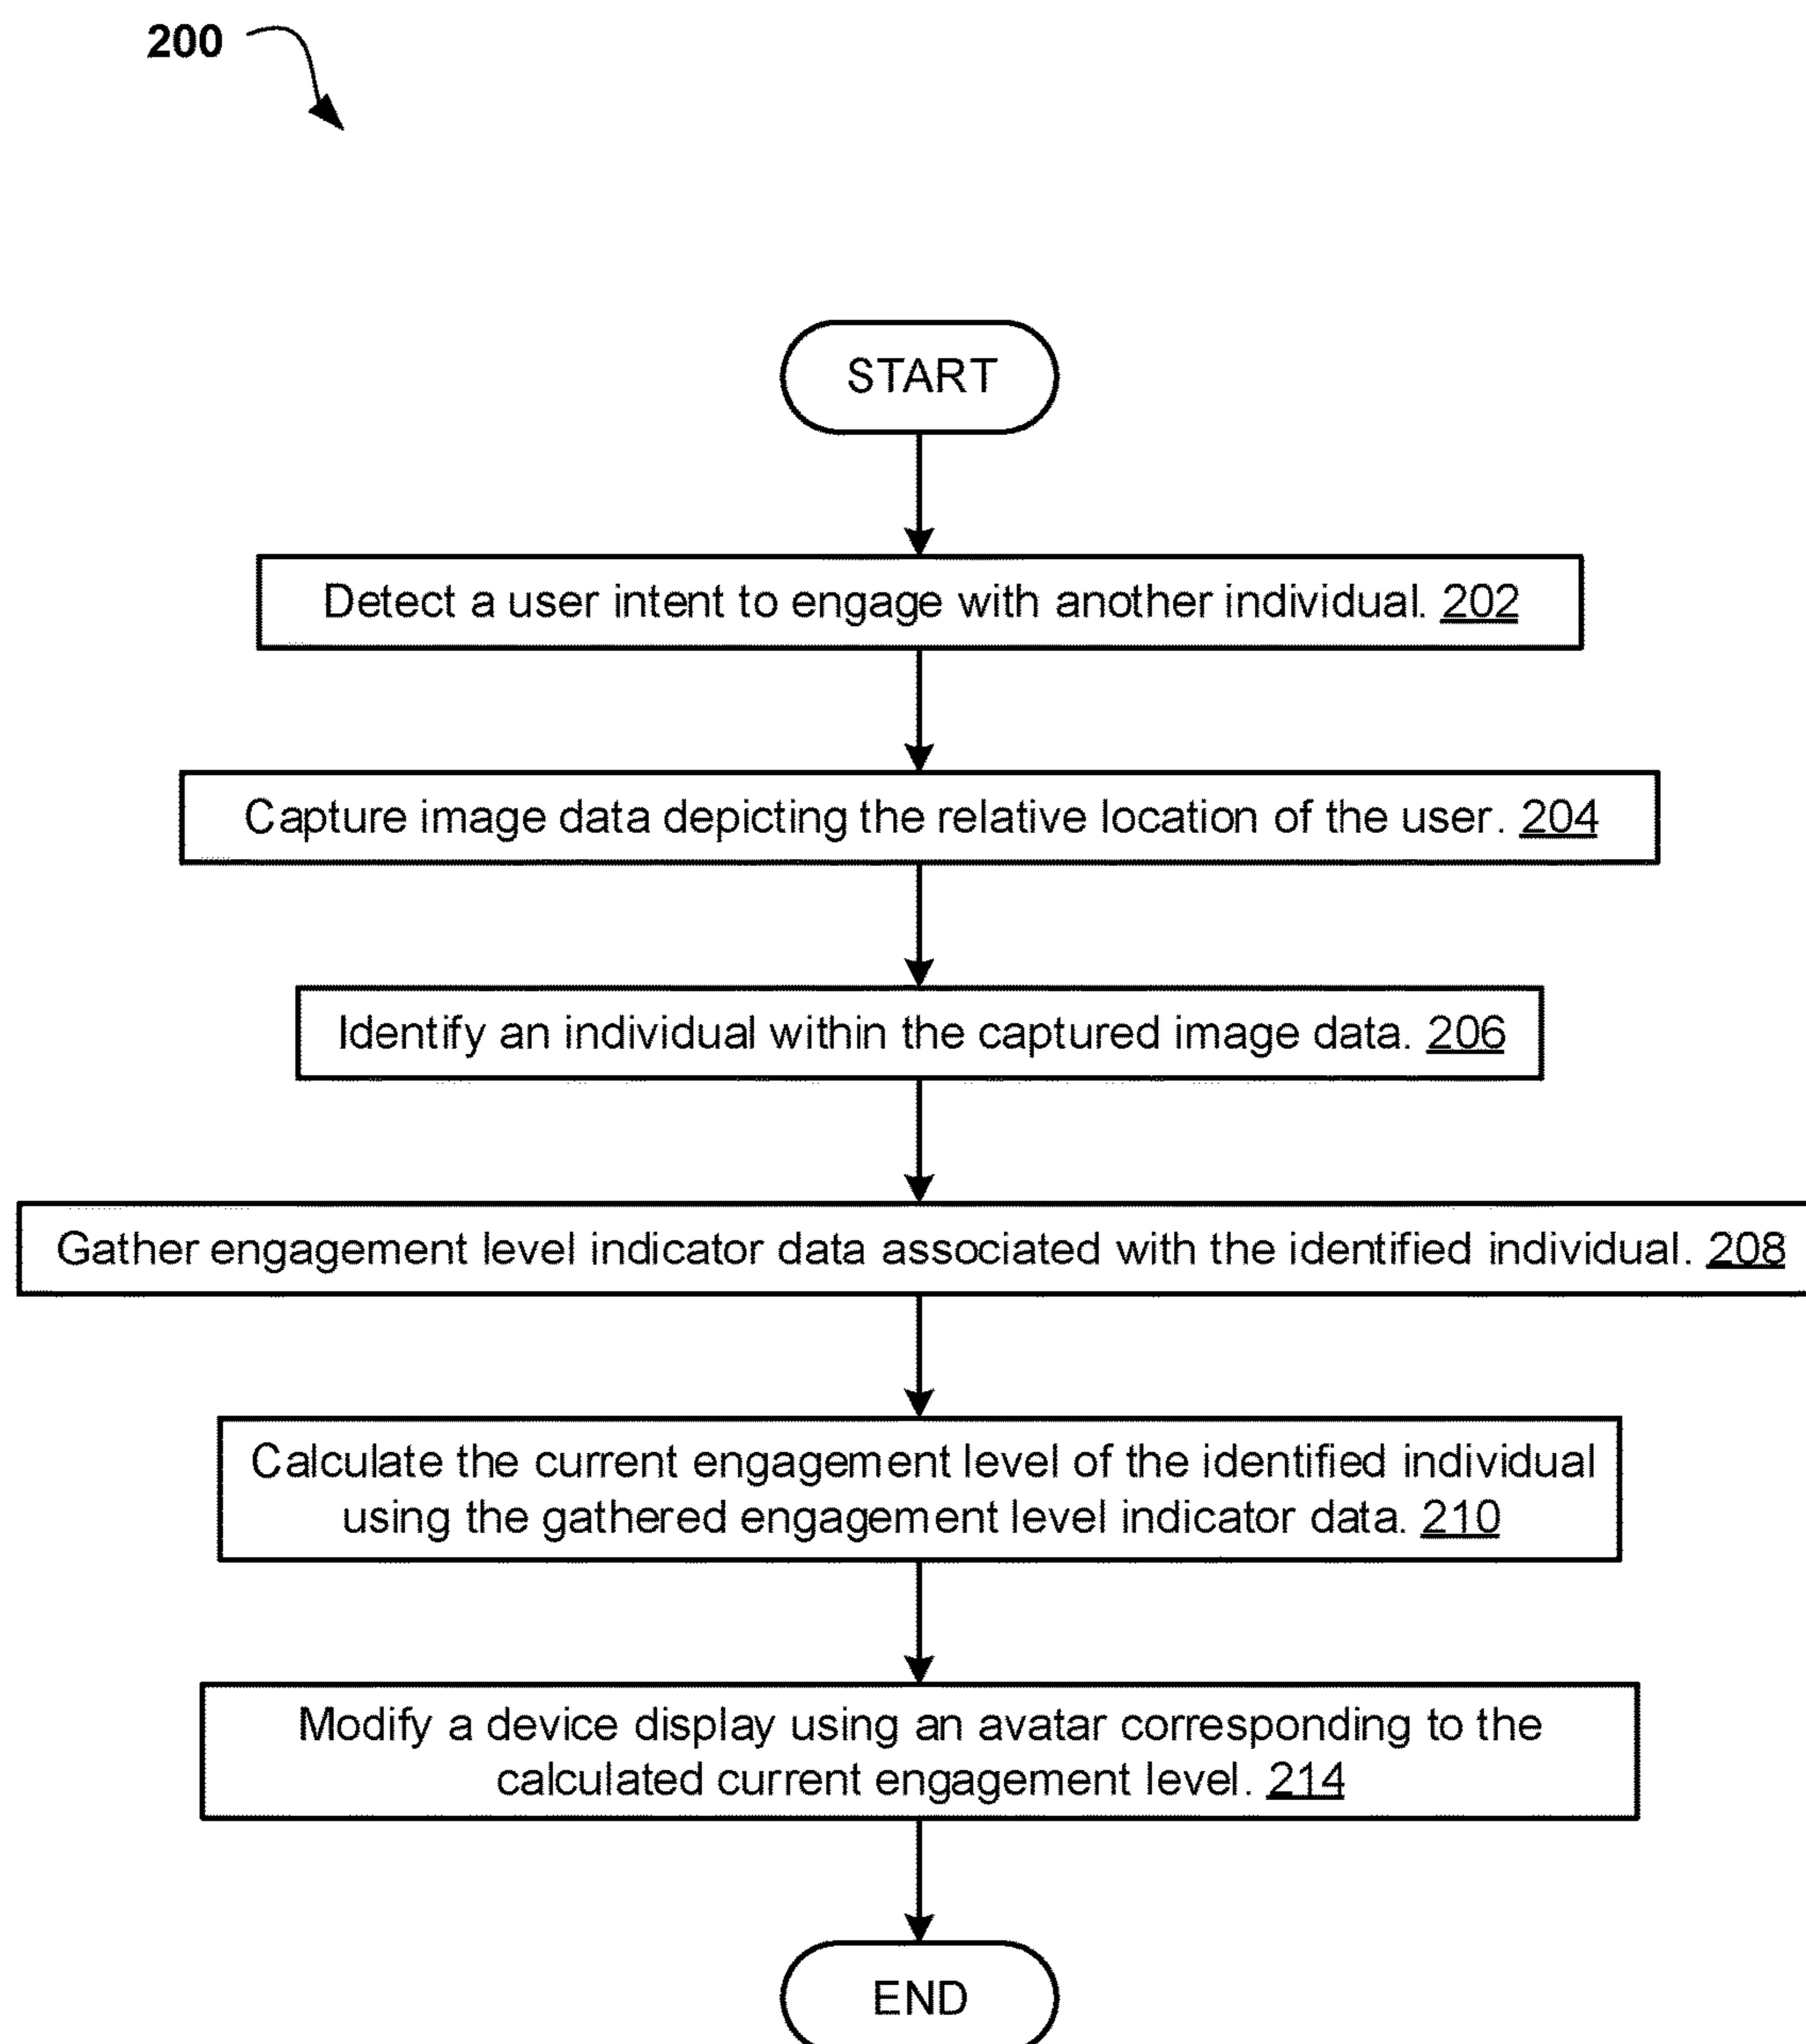 200
START
Detect a user intent to engage with another individual. 202
Capture image data depicting the relative location of the user. 204
Identify an individual within the captured image data. 206
Gather engagement level indicator data associated with the identified individual. 208
Calculate the current engagement level of the identified individual
using the gathered engagement level indicator data. 210
Modify a device display using an avatar corresponding to the
calculated current engagement level. 214
END